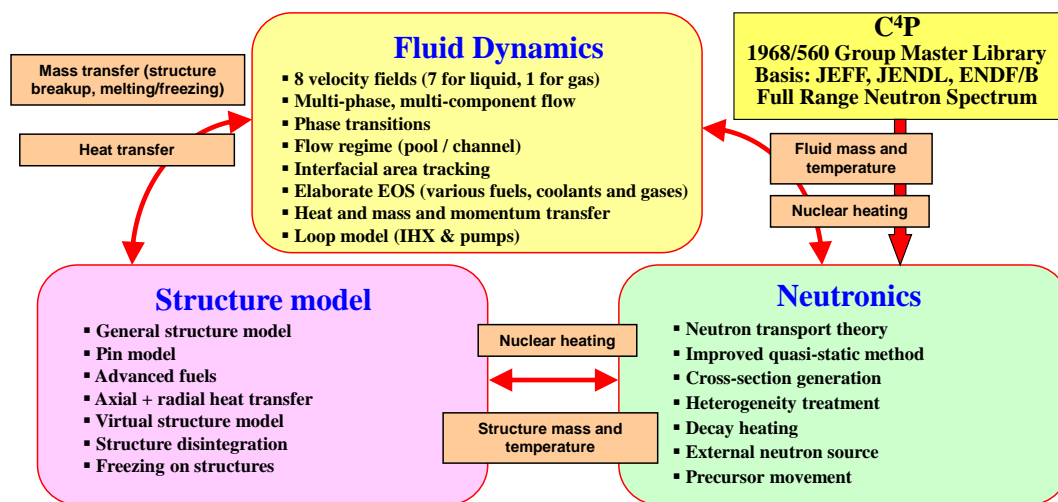 Fluid Dynamics
▪ 8 velocity fields (7 for liquid, 1 for gas)
▪ Multi-phase, multi-component flow
▪ Phase transitions
▪ Flow regime (pool / channel)
▪ Interfacial area tracking
▪ Elaborate EOS (various fuels, coolants and gases)
▪ Heat and mass and momentum transfer
▪ Loop model (IHX & pumps)
C⁴P
1968/560 Group Master Library
Basis: JEFF, JENDL, ENDF/B
Full Range Neutron Spectrum
Mass transfer (structure
breakup, melting/freezing)
Heat transfer
Fluid mass and
temperature
Nuclear heating
Structure model
▪ General structure model
▪ Pin model
▪ Advanced fuels
▪ Axial + radial heat transfer
▪ Virtual structure model
▪ Structure disintegration
▪ Freezing on structures
Nuclear heating
Structure mass and
temperature
Neutronics
▪ Neutron transport theory
▪ Improved quasi-static method
▪ Cross-section generation
▪ Heterogeneity treatment
▪ Decay heating
▪ External neutron source
▪ Precursor movement